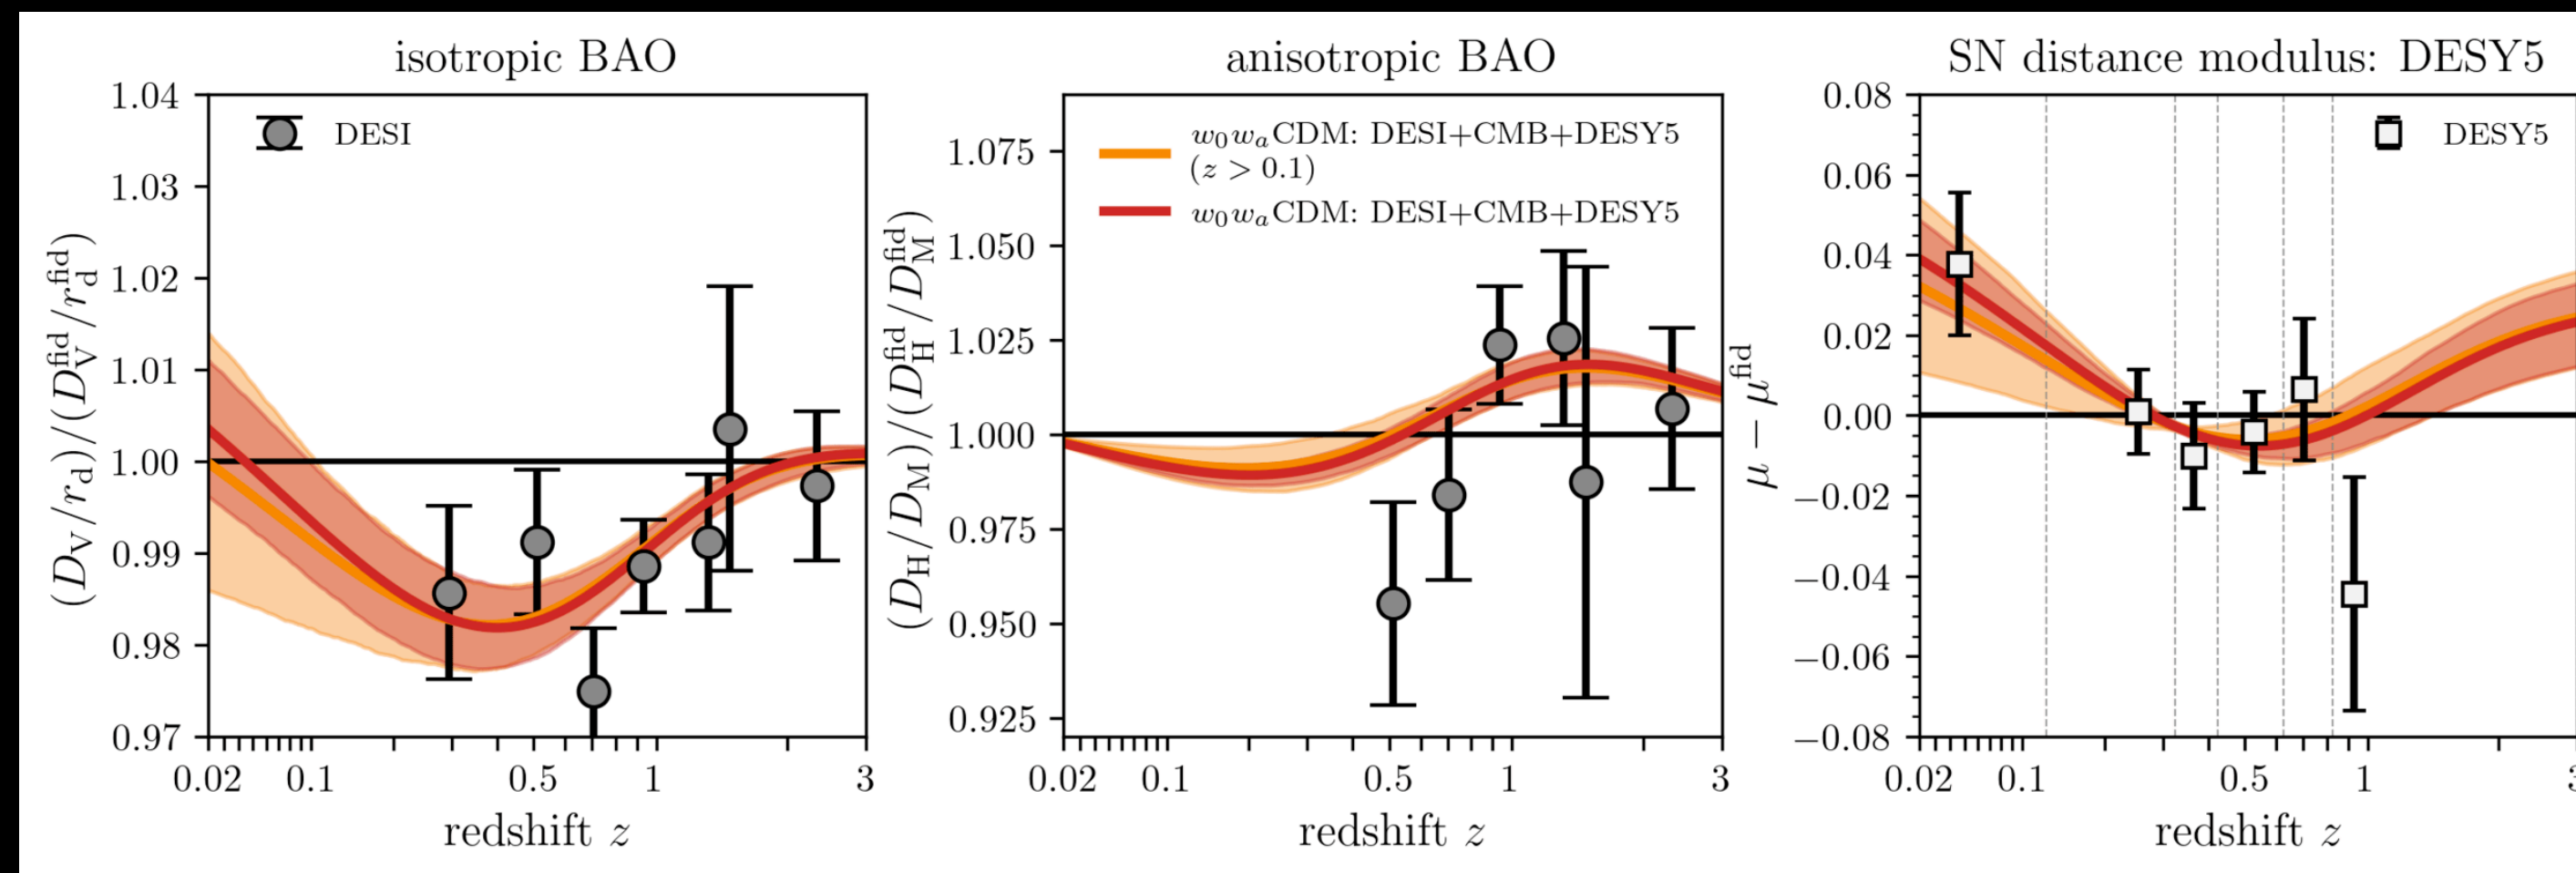 isotropic BAO
1.04
1.03
1.02
1.01
1.00
0.99
0.98
0.97
(D_V/r_d)/(D_V^fid/r_d^fid)
DESI
0.02 0.1 0.5 1 3
redshift z
anisotropic BAO
1.075
1.050
1.025
1.000
0.975
0.950
0.925
(D_H/D_M)/(D_H^fid/D_M^fid)
w_0w_aCDM: DESI+CMB+DESY5
(z > 0.1)
w_0w_aCDM: DESI+CMB+DESY5
0.02 0.1 0.5 1 3
redshift z
SN distance modulus: DESY5
0.08
0.06
0.04
0.02
0.00
−0.02
−0.04
−0.06
−0.08
μ − μ^fid
DESY5
0.02 0.1 0.5 1 3
redshift z